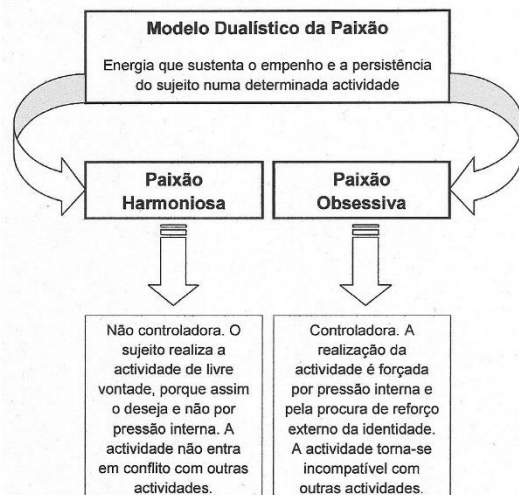 Modelo Dualístico da Paixão
Energia que sustenta o empenho e a persistência
do sujeito numa determinada actividade
Paixão
Harmoniosa
Paixão
Obsessiva
Não controladora. O
sujeito realiza a
actividade de livre
vontade, porque assim
o deseja e não por
pressão interna. A
actividade não entra
em conflito com outras
actividades.
Controladora. A
realização da
actividade é forçada
por pressão interna e
pela procura de reforço
externo da identidade.
A actividade torna-se
incompatível com
outras actividades.